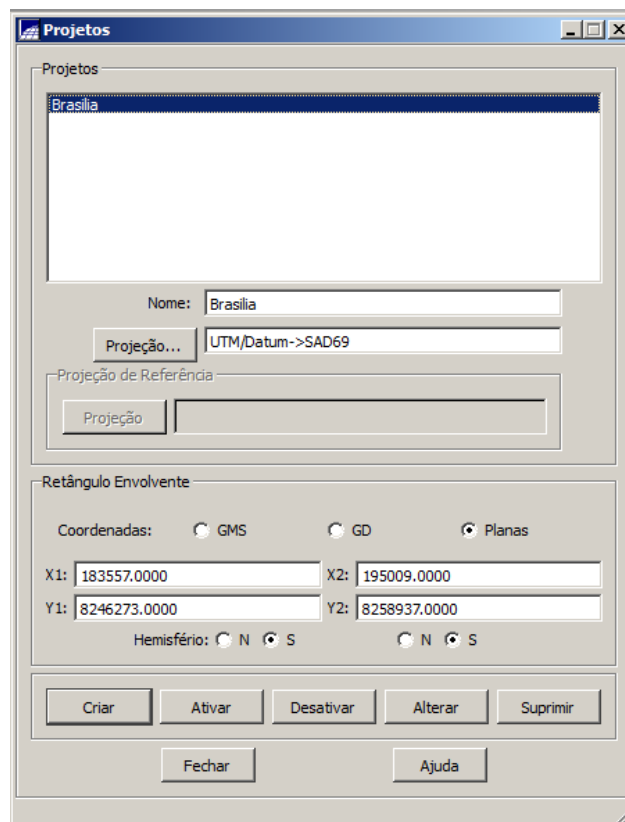 Projetos
Projetos
Brasilia
Nome: Brasilia
Projeção... UTM/Datum->SAD69
Projeção de Referência
Projeção
Retângulo Envolvente
Coordenadas: GMS GD Planas
X1: 183557.0000 X2: 195009.0000
Y1: 8246273.0000 Y2: 8258937.0000
Hemisfério: N S N S
Criar Ativar Desativar Alterar Suprimir
Fechar Ajuda